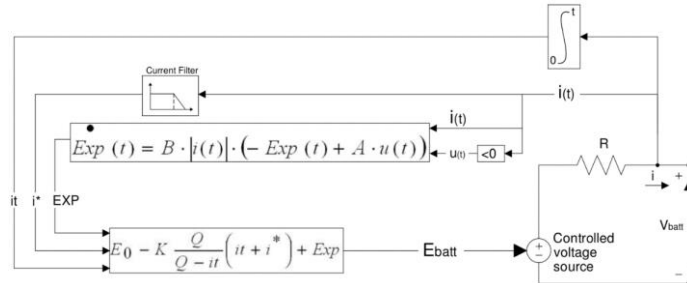 t
0
Current Filter
i(t)
i(t)
Exp (t) = B · |i(t)| · (− Exp (t) + A · u(t))
u(t)
<0
R
it
i*
EXP
i
+
E0 − K Q/(Q − it) (it + i*) + Exp
Ebatt
+
−
Controlled
voltage
source
Vbatt
−